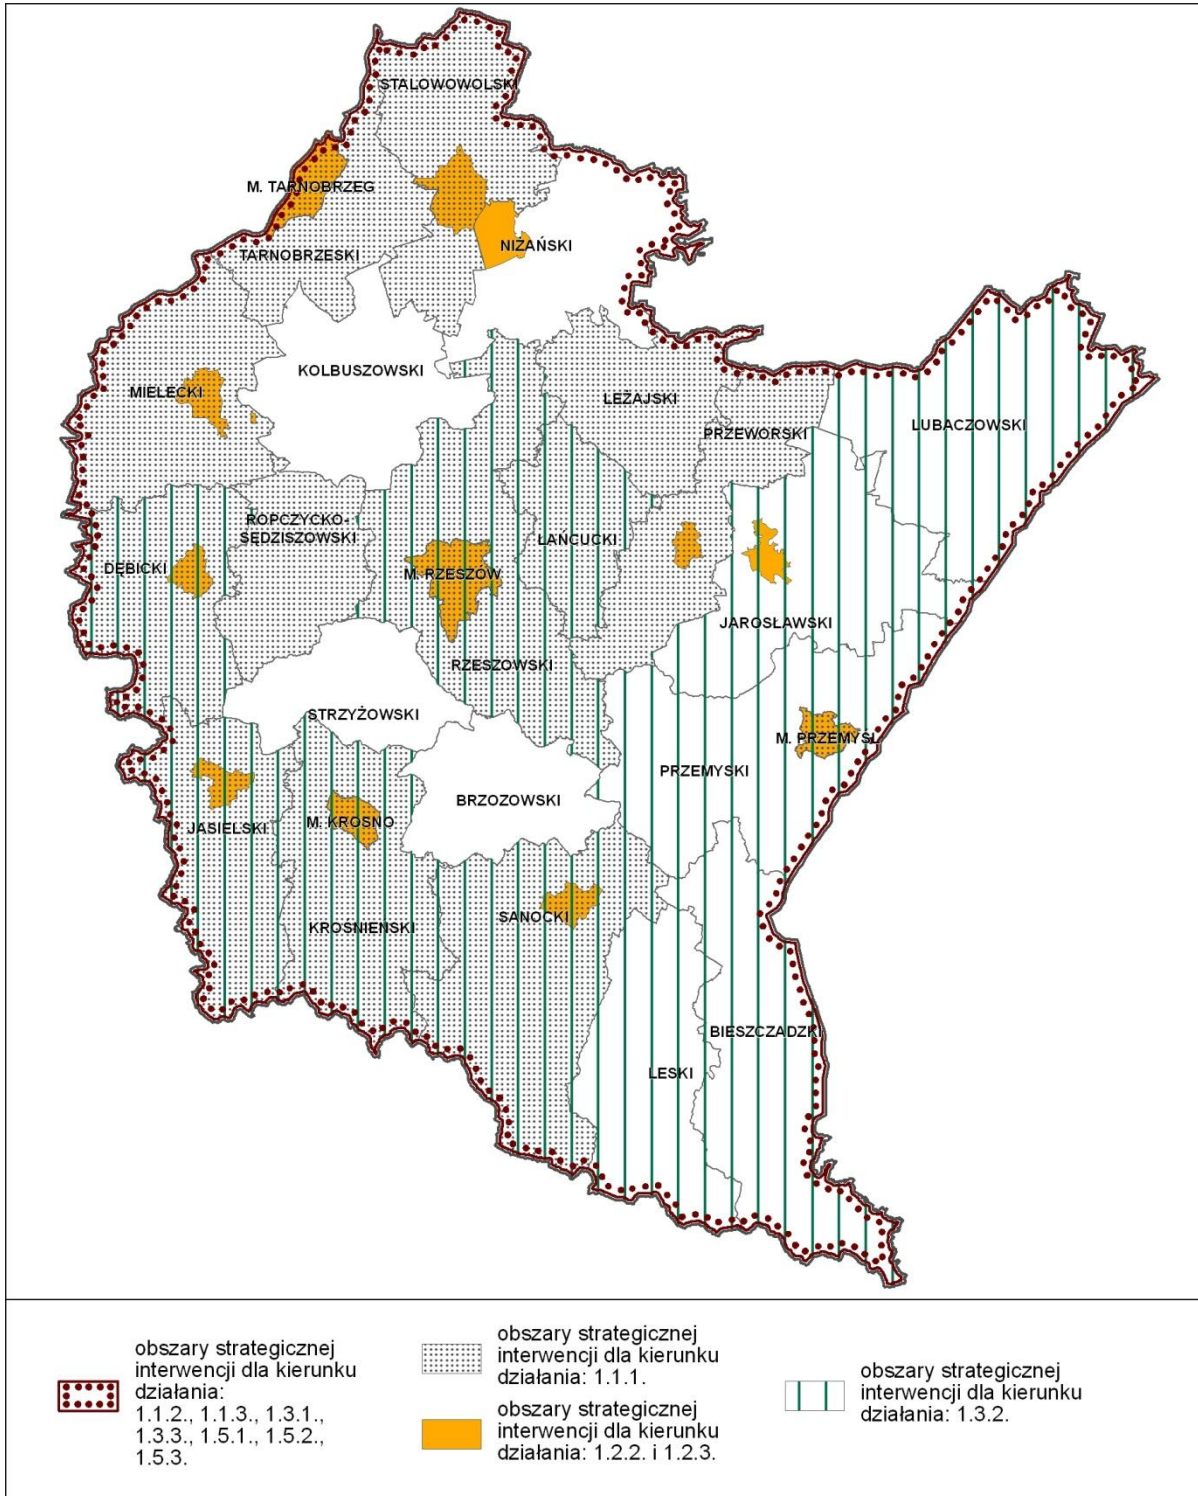 STALOWOWOLSKI
M. TARNOBRZEG
NIŻAŃSKI
TARNOBRZESKI
KOLBUSZOWSKI
MIELECKI
LEŻAJSKI
PRZEWORSKI
LUBACZOWSKI
ROPCZYCKO-
SĘDZISZOWSKI
ŁAŃCUCKI
DĘBICKI
M. RZESZÓW
JAROSŁAWSKI
RZESZOWSKI
STRZYŻOWSKI
M. PRZEMYŚL
PRZEMYSKI
BRZOZOWSKI
M. KROSNO
JASIELSKI
SANOCKI
KROŚNIEŃSKI
BIESZCZADZKI
LESKI
obszary strategicznej
interwencji dla kierunku
działania:
1.1.2., 1.1.3., 1.3.1.,
1.3.3., 1.5.1., 1.5.2.,
1.5.3.
obszary strategicznej
interwencji dla kierunku
działania: 1.1.1.
obszary strategicznej
interwencji dla kierunku
działania: 1.2.2. i 1.2.3.
obszary strategicznej
interwencji dla kierunku
działania: 1.3.2.